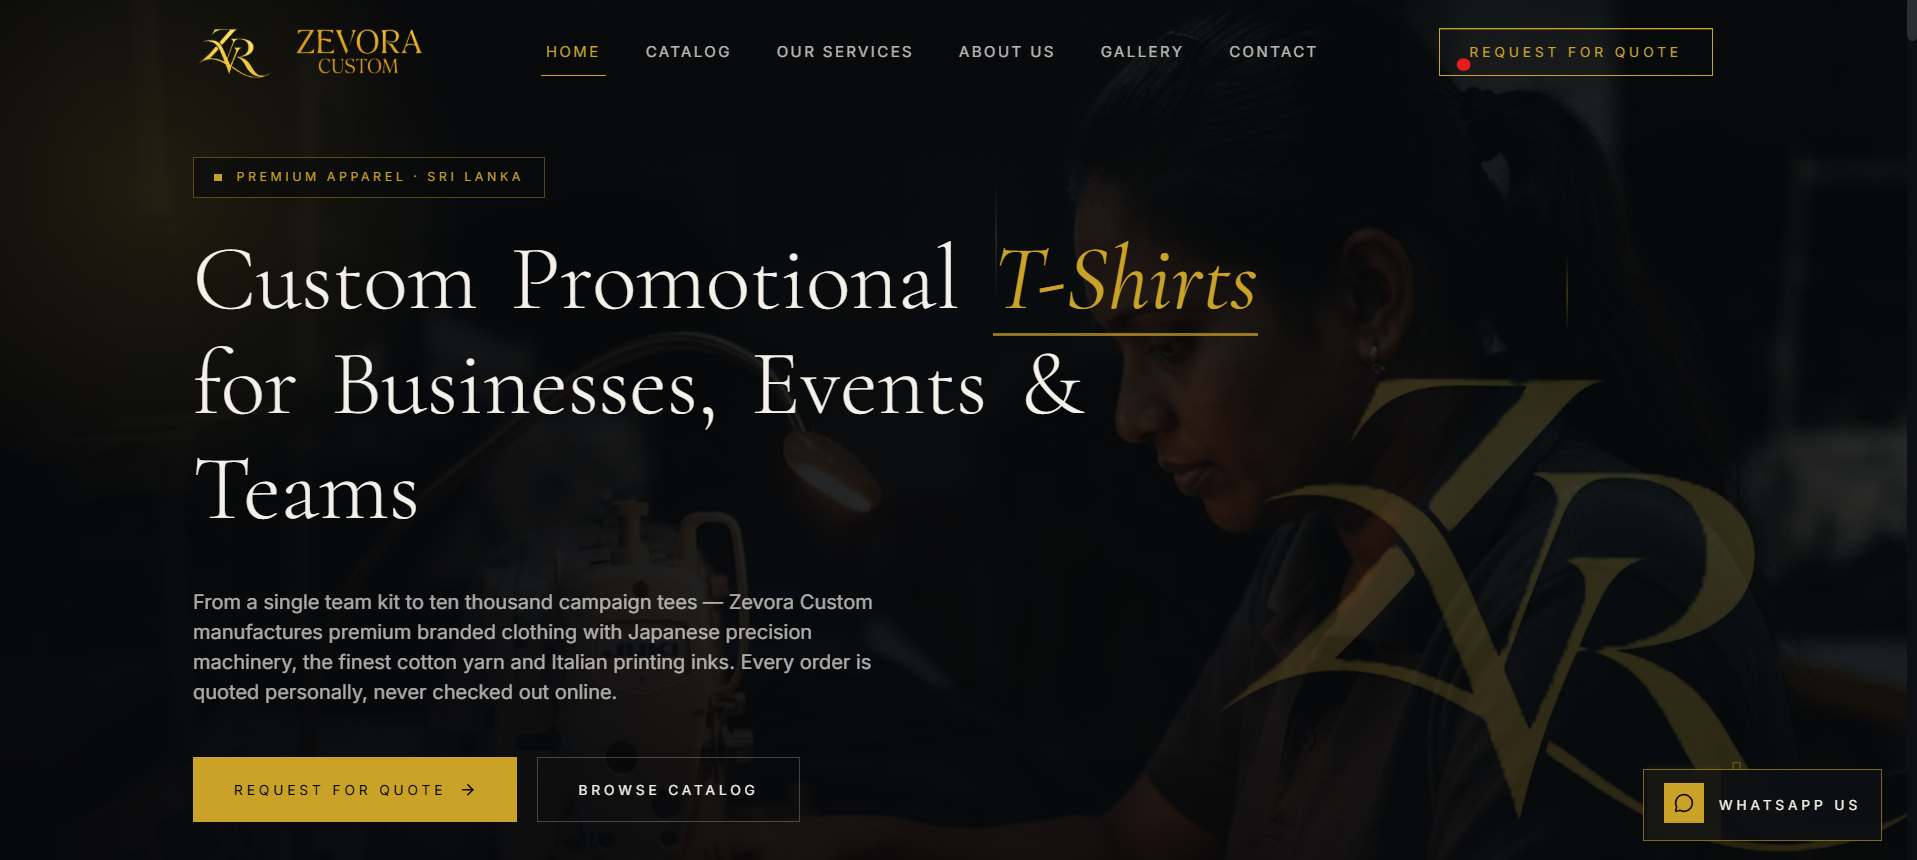 ZR ZEVORA
CUSTOM
HOME CATALOG OUR SERVICES ABOUT US GALLERY CONTACT
REQUEST FOR QUOTE
PREMIUM APPAREL · SRI LANKA
Custom Promotional T-Shirts
for Businesses, Events &
Teams
From a single team kit to ten thousand campaign tees — Zevora Custom
manufactures premium branded clothing with Japanese precision
machinery, the finest cotton yarn and Italian printing inks. Every order is
quoted personally, never checked out online.
JUKI
REQUEST FOR QUOTE → BROWSE CATALOG
ZR
WHATSAPP US